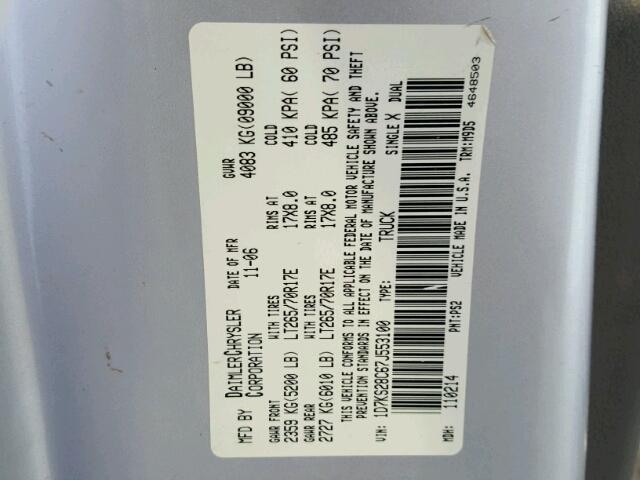 MFD BY DAIMLERCHRYSLER CORPORATION DATE OF MFR 11-06 GVWR 4083 KG(09000 LB)
GAWR FRONT WITH TIRES RIMS AT COLD
2359 KG(5200 LB) LT265/70R17E 17X8.0 410 KPA( 60 PSI)
GAWR REAR WITH TIRES RIMS AT COLD
2727 KG(6010 LB) LT265/70R17E 17X8.0 485 KPA( 70 PSI)
THIS VEHICLE CONFORMS TO ALL APPLICABLE FEDERAL MOTOR VEHICLE SAFETY AND THEFT
PREVENTION STANDARDS IN EFFECT ON THE DATE OF MANUFACTURE SHOWN ABOVE.
VIN: 1D7KS28C67J553100 TYPE: TRUCK SINGLE X DUAL
MDH: 110214 PNT:PS2 VEHICLE MADE IN U.S.A. TRM:M9D5
4648503